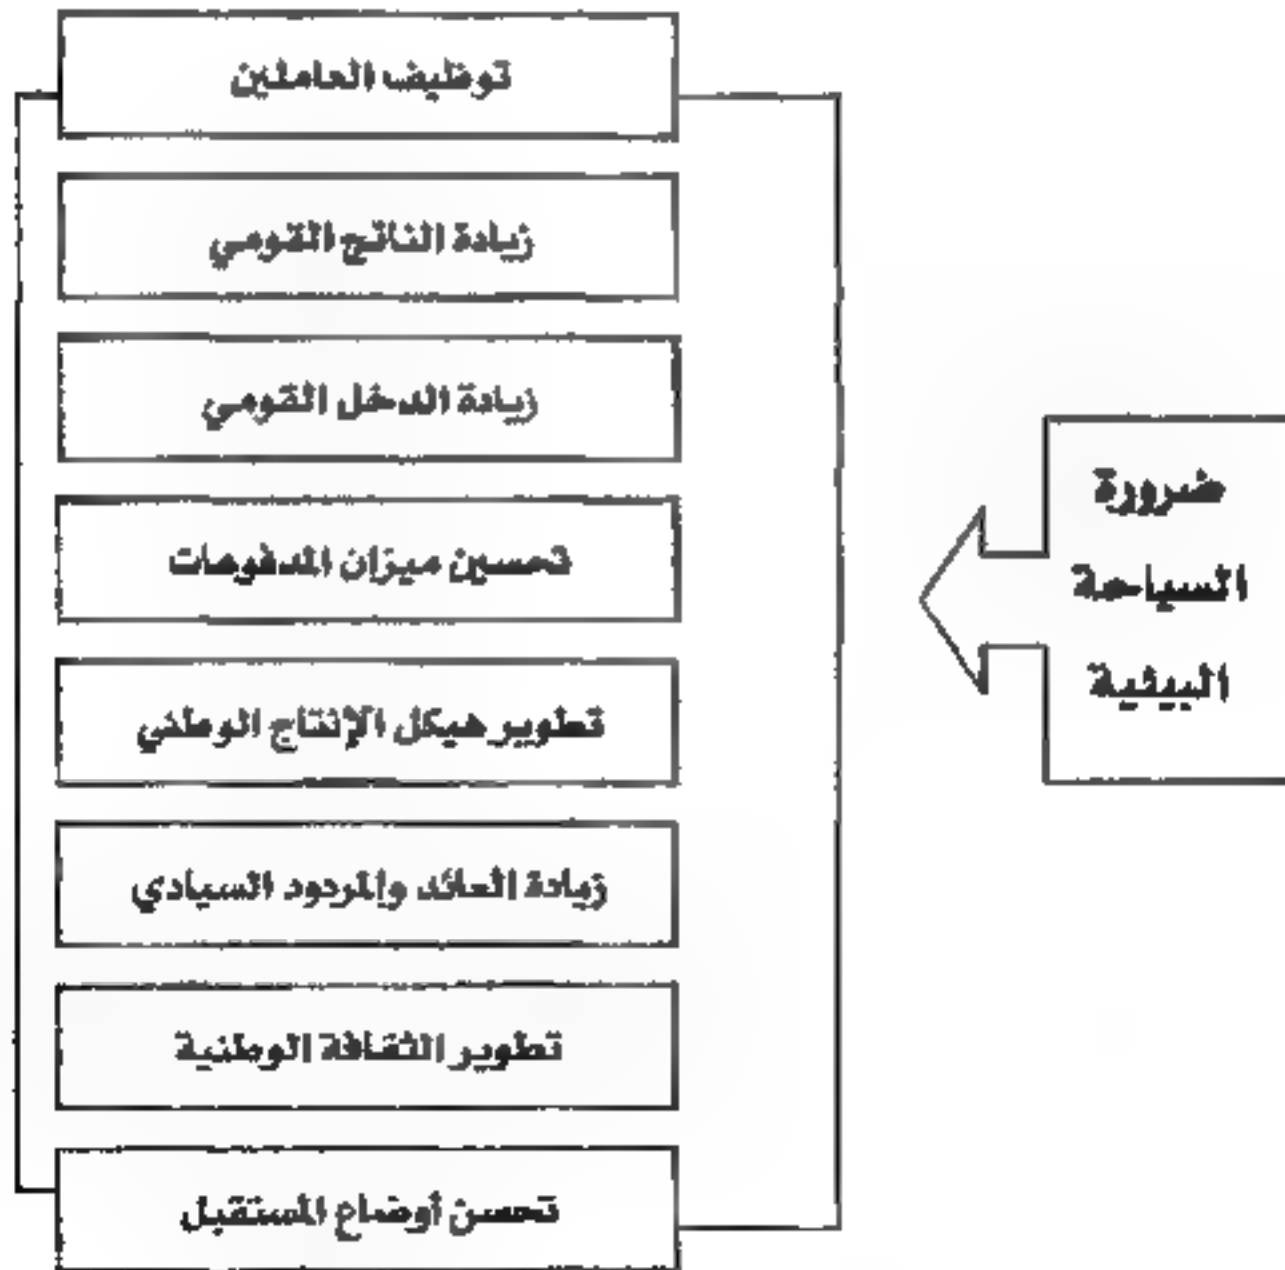 ضرورة
السياحة
البيئية
توظيف العاملين
زيادة الناتج القومي
زيادة الدخل القومي
تحسين ميزان المدفوعات
تطوير هيكل الإنتاج الوطني
زيادة العائد والمردود السيادي
تطوير الثقافة الوطنية
تحسن أوضاع المستقبل